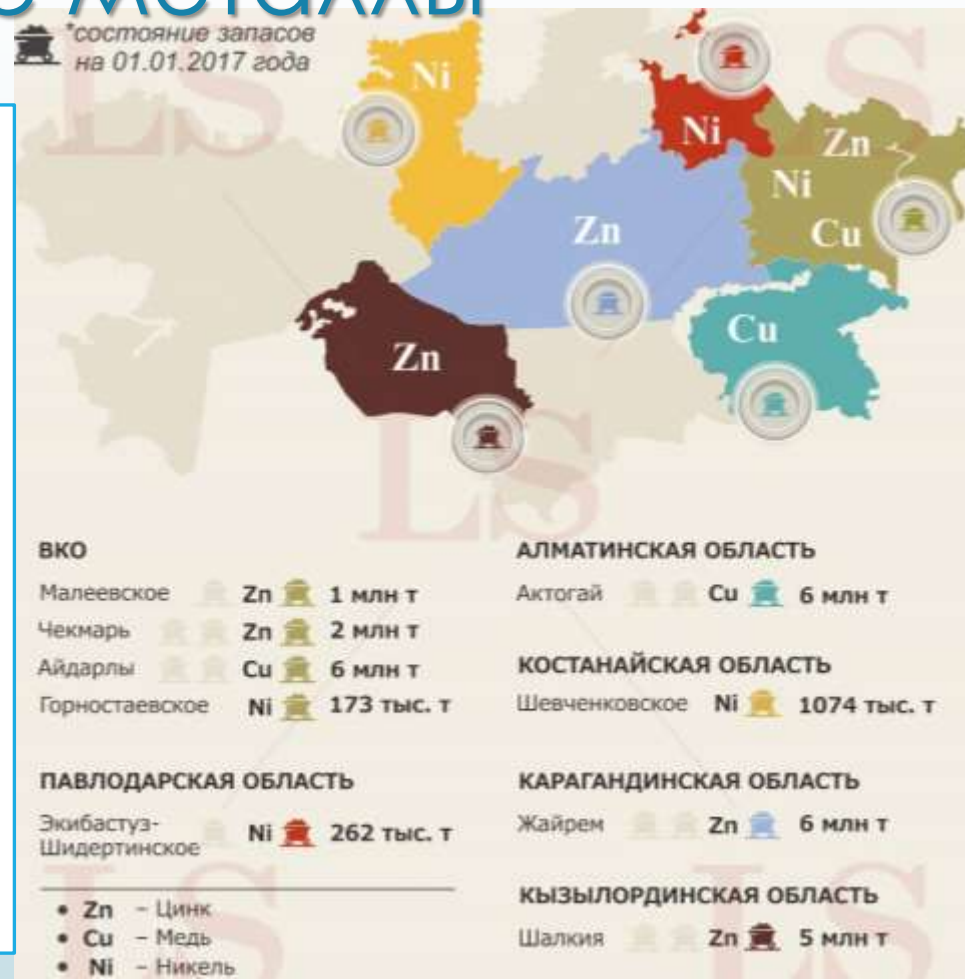 *состояние запасов
на 01.01.2017 года
Ni
Ni
Zn
Ni
Cu
Zn
Cu
Zn
LS
LS
LS
ВКО
Малеевское Zn 1 млн т
Чекмарь Zn 2 млн т
Айдарлы Cu 6 млн т
Горностаевское Ni 173 тыс. т
ПАВЛОДАРСКАЯ ОБЛАСТЬ
Экибастуз-
Шидертинское Ni 262 тыс. т
• Zn – Цинк
• Cu – Медь
• Ni – Никель
АЛМАТИНСКАЯ ОБЛАСТЬ
Актогай Cu 6 млн т
КОСТАНАЙСКАЯ ОБЛАСТЬ
Шевченковское Ni 1074 тыс. т
КАРАГАНДИНСКАЯ ОБЛАСТЬ
Жайрем Zn 6 млн т
КЫЗЫЛОРДИНСКАЯ ОБЛАСТЬ
Шалкия Zn 5 млн т